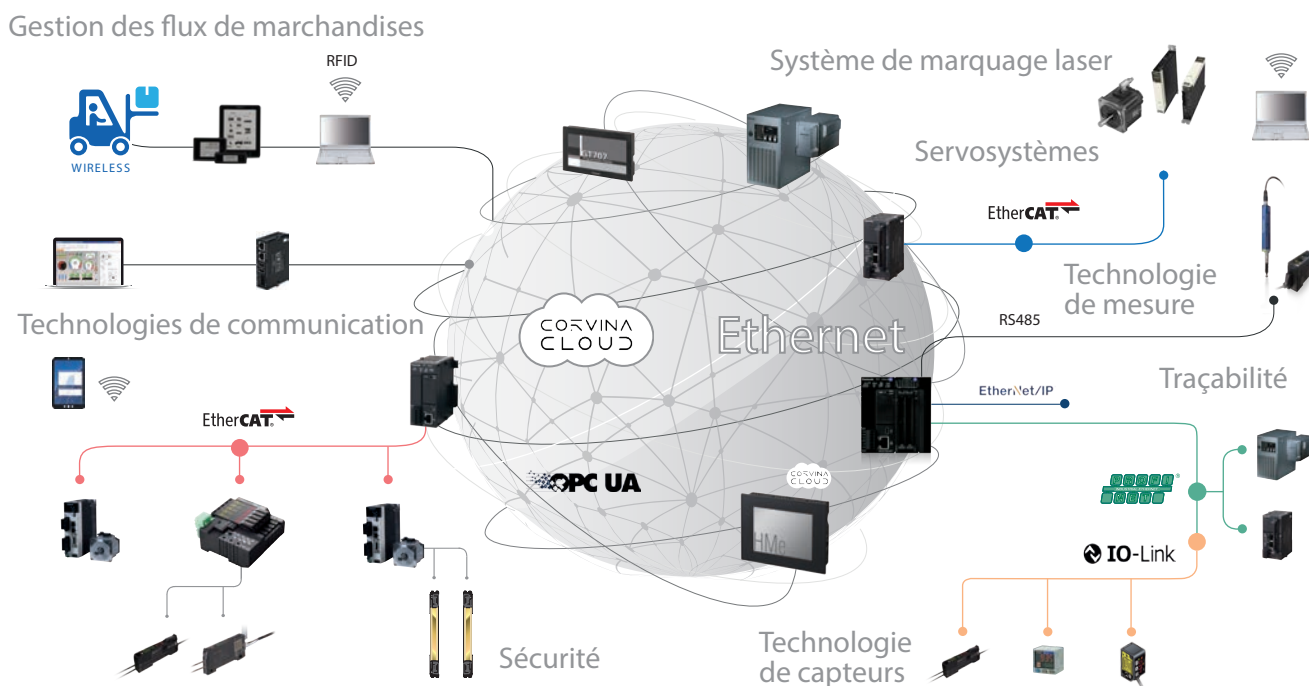 Gestion des flux de marchandises
RFID
WIRELESS
Système de marquage laser
GT707
Servosystèmes
EtherCAT®
Technologie
de mesure
RS485
CORVINA
CLOUD
Ethernet
Technologies de communication
EtherCAT®
EtherNet/IP
Traçabilité
OPC UA
CORVINA
CLOUD
HMe
IO-Link
Sécurité
Technologie
de capteurs